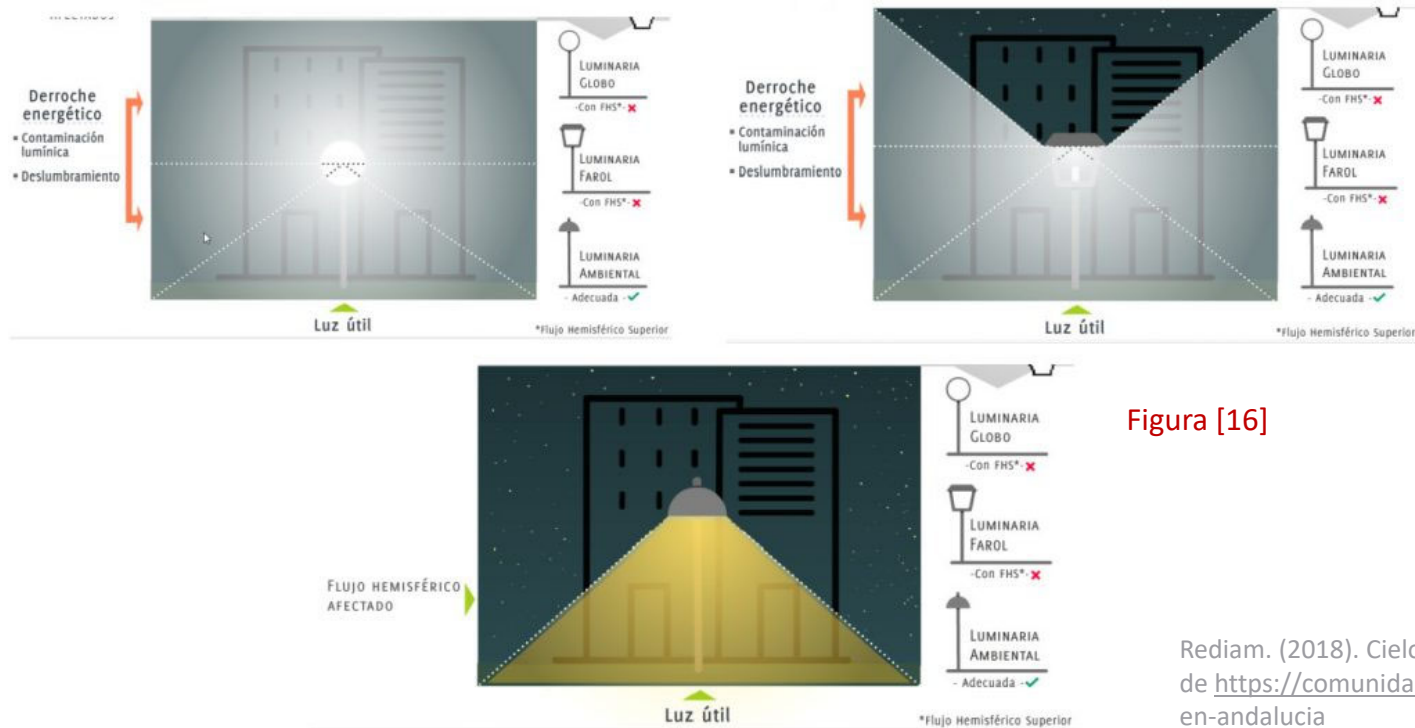 AFECTADOS
Derroche
energético
▪ Contaminación
lumínica
▪ Deslumbramiento
LUMINARIA
GLOBO
-CON FHS*-
LUMINARIA
FAROL
-CON FHS*-
LUMINARIA
AMBIENTAL
- Adecuada -
Luz útil
*Flujo Hemisférico Superior
Derroche
energético
▪ Contaminación
lumínica
▪ Deslumbramiento
LUMINARIA
GLOBO
-CON FHS*-
LUMINARIA
FAROL
-CON FHS*-
LUMINARIA
AMBIENTAL
- Adecuada -
Luz útil
*Flujo Hemisférico Superior
FLUJO HEMISFÉRICO
AFECTADO
LUMINARIA
GLOBO
-CON FHS*-
LUMINARIA
FAROL
-CON FHS*-
LUMINARIA
AMBIENTAL
- Adecuada -
Luz útil
*Flujo Hemisférico Superior
Figura [16]
Rediam. (2018). Cielo
de https://comunida
en-andalucia